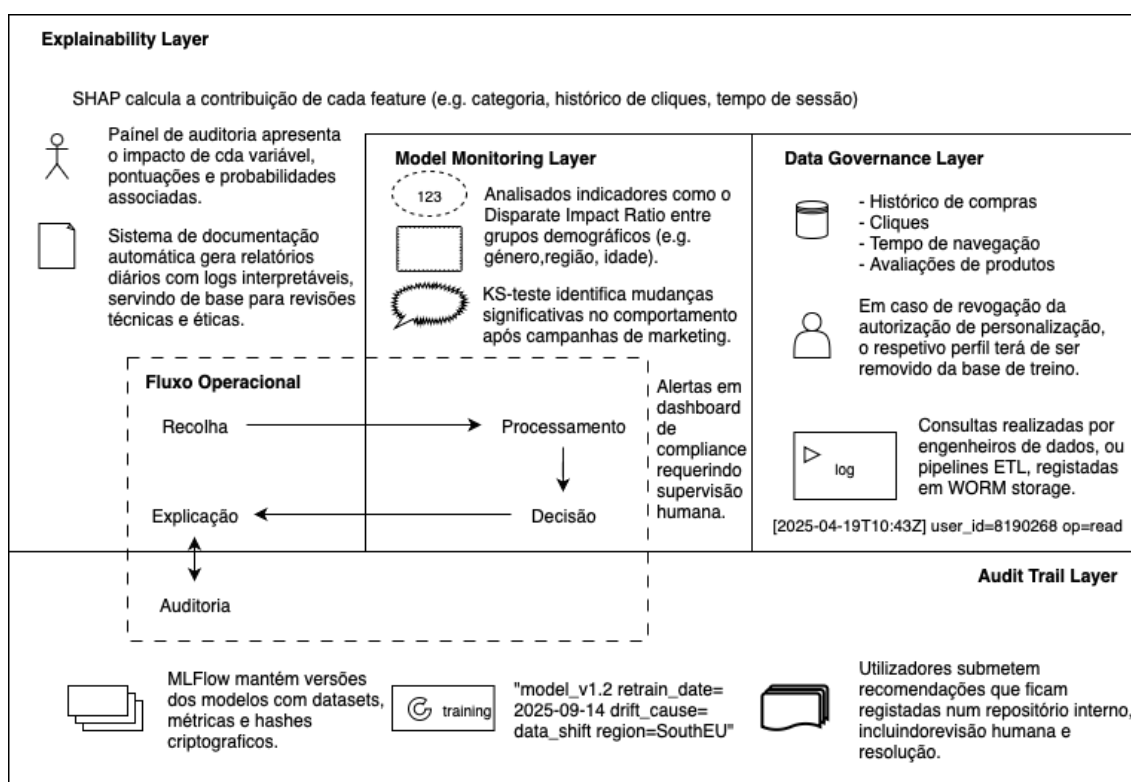 Explainability Layer
SHAP calcula a contribuição de cada feature (e.g. categoria, histórico de cliques, tempo de sessão)
Paínel de auditoria apresenta
o impacto de cda variável,
pontuações e probabilidades
associadas.
Sistema de documentação
automática gera relatórios
diários com logs interpretáveis,
servindo de base para revisões
técnicas e éticas.
Model Monitoring Layer
123
Analisados indicadores como o
Disparate Impact Ratio entre
grupos demográficos (e.g.
género,região, idade).
KS-teste identifica mudanças
significativas no comportamento
após campanhas de marketing.
Data Governance Layer
- Histórico de compras
- Cliques
- Tempo de navegação
- Avaliações de produtos
Em caso de revogação da
autorização de personalização,
o respetivo perfil terá de ser
removido da base de treino.
log
Consultas realizadas por
engenheiros de dados, ou
pipelines ETL, registadas
em WORM storage.
[2025-04-19T10:43Z] user_id=8190268 op=read
Fluxo Operacional
Recolha
Processamento
Explicação
Decisão
Auditoria
Alertas em
dashboard
de
compliance
requerindo
supervisão
humana.
Audit Trail Layer
MLFlow mantém versões
dos modelos com datasets,
métricas e hashes
criptograficos.
training
"model_v1.2 retrain_date=
2025-09-14 drift_cause=
data_shift region=SouthEU"
Utilizadores submetem
recomendações que ficam
registadas num repositório interno,
incluindorevisão humana e
resolução.